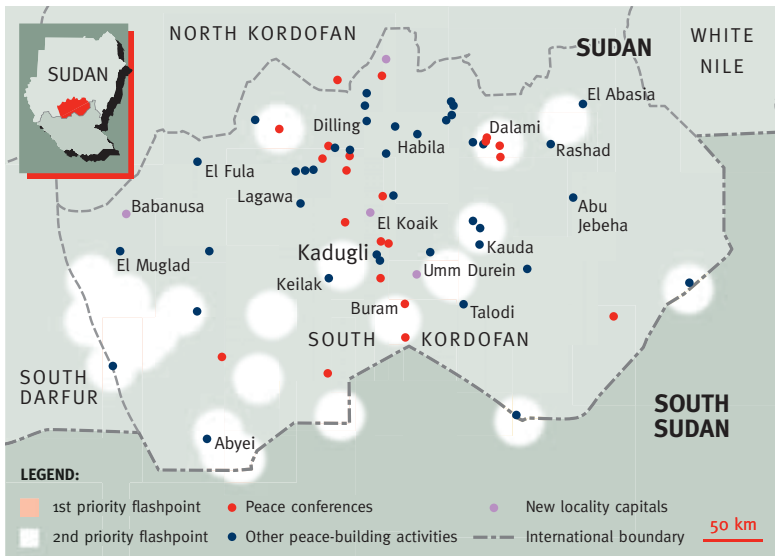 NORTH KORDOFAN
SUDAN
WHITE
NILE
SUDAN
El Abasia
Dilling
Dalami
Habila
Rashad
El Fula
Lagawa
Babanusa
El Koaik
Abu
Jebeha
Kadugli
Kauda
El Muglad
Keilak
Umm Durein
Buram
Talodi
SOUTH KORDOFAN
SOUTH
DARFUR
SOUTH
SUDAN
Abyei
LEGEND:
1st priority flashpoint
Peace conferences
New locality capitals
2nd priority flashpoint
Other peace-building activities
International boundary
50 km